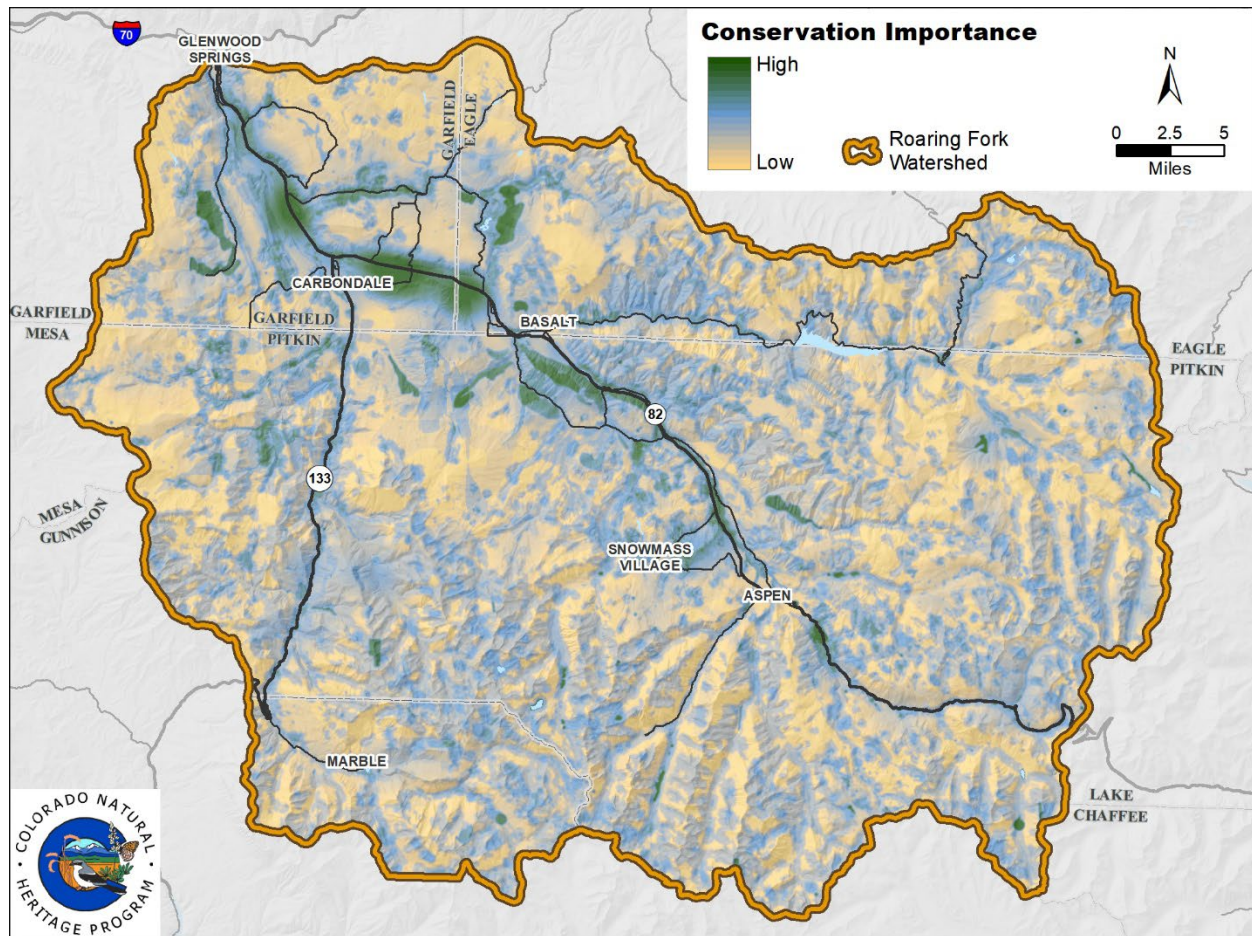 Conservation Importance
High
Low
Roaring Fork
Watershed
N
0 2.5 5
Miles
70
GLENWOOD
SPRINGS
GARFIELD
EAGLE
CARBONDALE
GARFIELD
MESA
GARFIELD
PITKIN
BASALT
EAGLE
PITKIN
82
133
MESA
GUNNISON
SNOWMASS
VILLAGE
ASPEN
MARBLE
LAKE
CHAFFEE
COLORADO NATURAL
HERITAGE PROGRAM